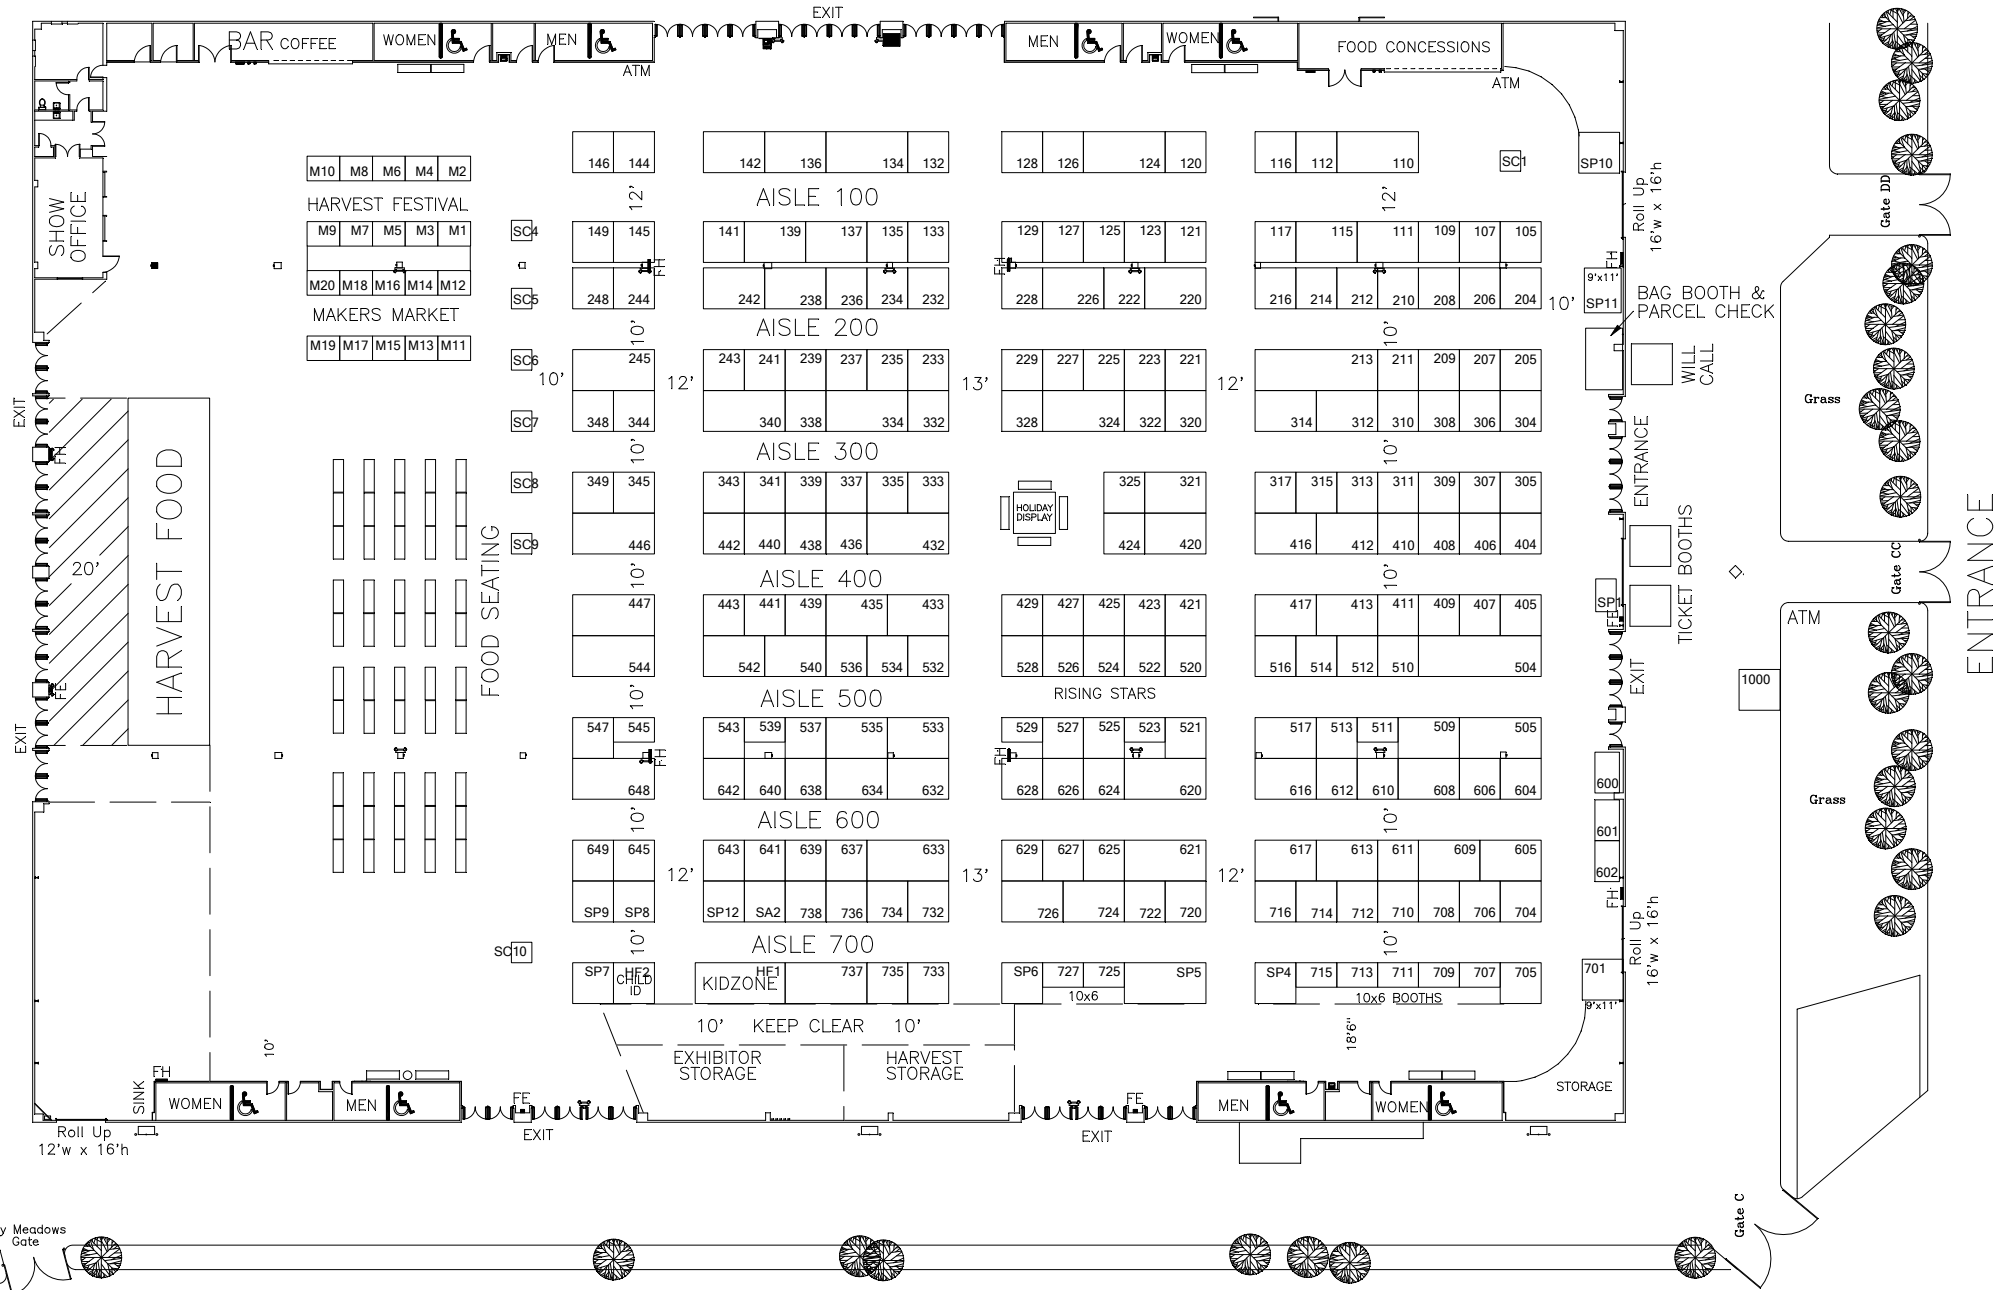 EXIT
BAR COFFEE
WOMEN
MEN
ATM
MEN
WOMEN
FOOD CONCESSIONS
ATM
146 144 142 136 134 132 128 126 124 120 116 112 110 SC1 SP10
M10 M8 M6 M4 M2
12' AISLE 100 12'
HARVEST FESTIVAL
SHOW
OFFICE
Roll Up
16'w x 16'h
Gate DD
M9 M7 M5 M3 M1
SC4
149 145 141 139 137 135 133 129 127 125 123 121 117 115 111 109 107 105
FH FH FH
9'x11'
M20 M18 M16 M14 M12
SC5
248 244 242 238 236 234 232 228 226 222 220 216 214 212 210 208 206 204 10' SP11
BAG BOOTH &
PARCEL CHECK
MAKERS MARKET
10' AISLE 200 10'
M19 M17 M15 M13 M11
SC6
245 243 241 239 237 235 233 229 227 225 223 221 213 211 209 207 205
WILL
CALL
10' 12' 13' 12'
Grass
EXIT
SC7
348 344 340 338 334 332 328 324 322 320 314 312 310 308 306 304
FH
10' AISLE 300 10'
ENTRANCE
SC8
349 345 343 341 339 337 335 333 325 321 317 315 313 311 309 307 305
HOLIDAY
DISPLAY
SC9
446 442 440 438 436 432 424 420 416 412 410 408 406 404
HARVEST FOOD
20'
FOOD SEATING
TICKET BOOTHS
Gate CC
ENTRANCE
10' AISLE 400 10'
447 443 441 439 435 433 429 427 425 423 421 417 413 411 409 407 405
SP1
FE
ATM
544 542 540 536 534 532 528 526 524 522 520 516 514 512 510 504
FE
EXIT
1000
10' AISLE 500
RISING STARS
EXIT
547 545 543 539 537 535 533 529 527 525 523 521 517 513 511 509 505
FH FH
648 642 640 638 634 632 628 626 624 620 616 612 610 608 606 604
600
Grass
10' AISLE 600 10'
601
649 645 643 641 639 637 633 629 627 625 621 617 613 611 609 605
602
12' 13' 12'
FH
SP9 SP8 SP12 SA2 738 736 734 732 726 724 722 720 716 714 712 710 708 706 704
10' AISLE 700 10'
SC10
Roll Up
16'w x 16'h
SP7 HF2 HF1 737 735 733 SP6 727 725 SP5 SP4 715 713 711 709 707 705 701
CHILD
ID
KIDZONE
10x6
10x6 BOOTHS
9'x11'
10' KEEP CLEAR 10'
18'6"
10'
EXHIBITOR
STORAGE
HARVEST
STORAGE
FH
SINK
WOMEN
MEN
FE
FE
MEN
WOMEN
STORAGE
EXIT
EXIT
Roll Up
12'w x 16'h
Gate C
y Meadows
Gate